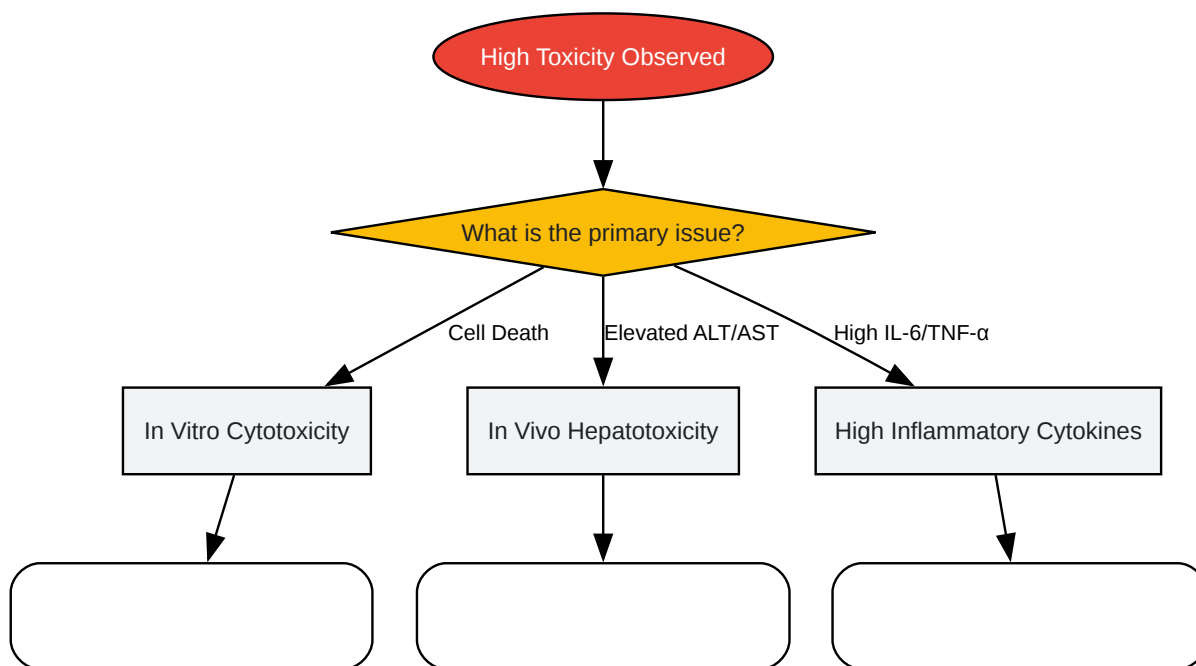 High Toxicity Observed
What is the primary issue?
Cell Death
Elevated ALT/AST
High IL-6/TNF-α
In Vitro Cytotoxicity
In Vivo Hepatotoxicity
High Inflammatory Cytokines